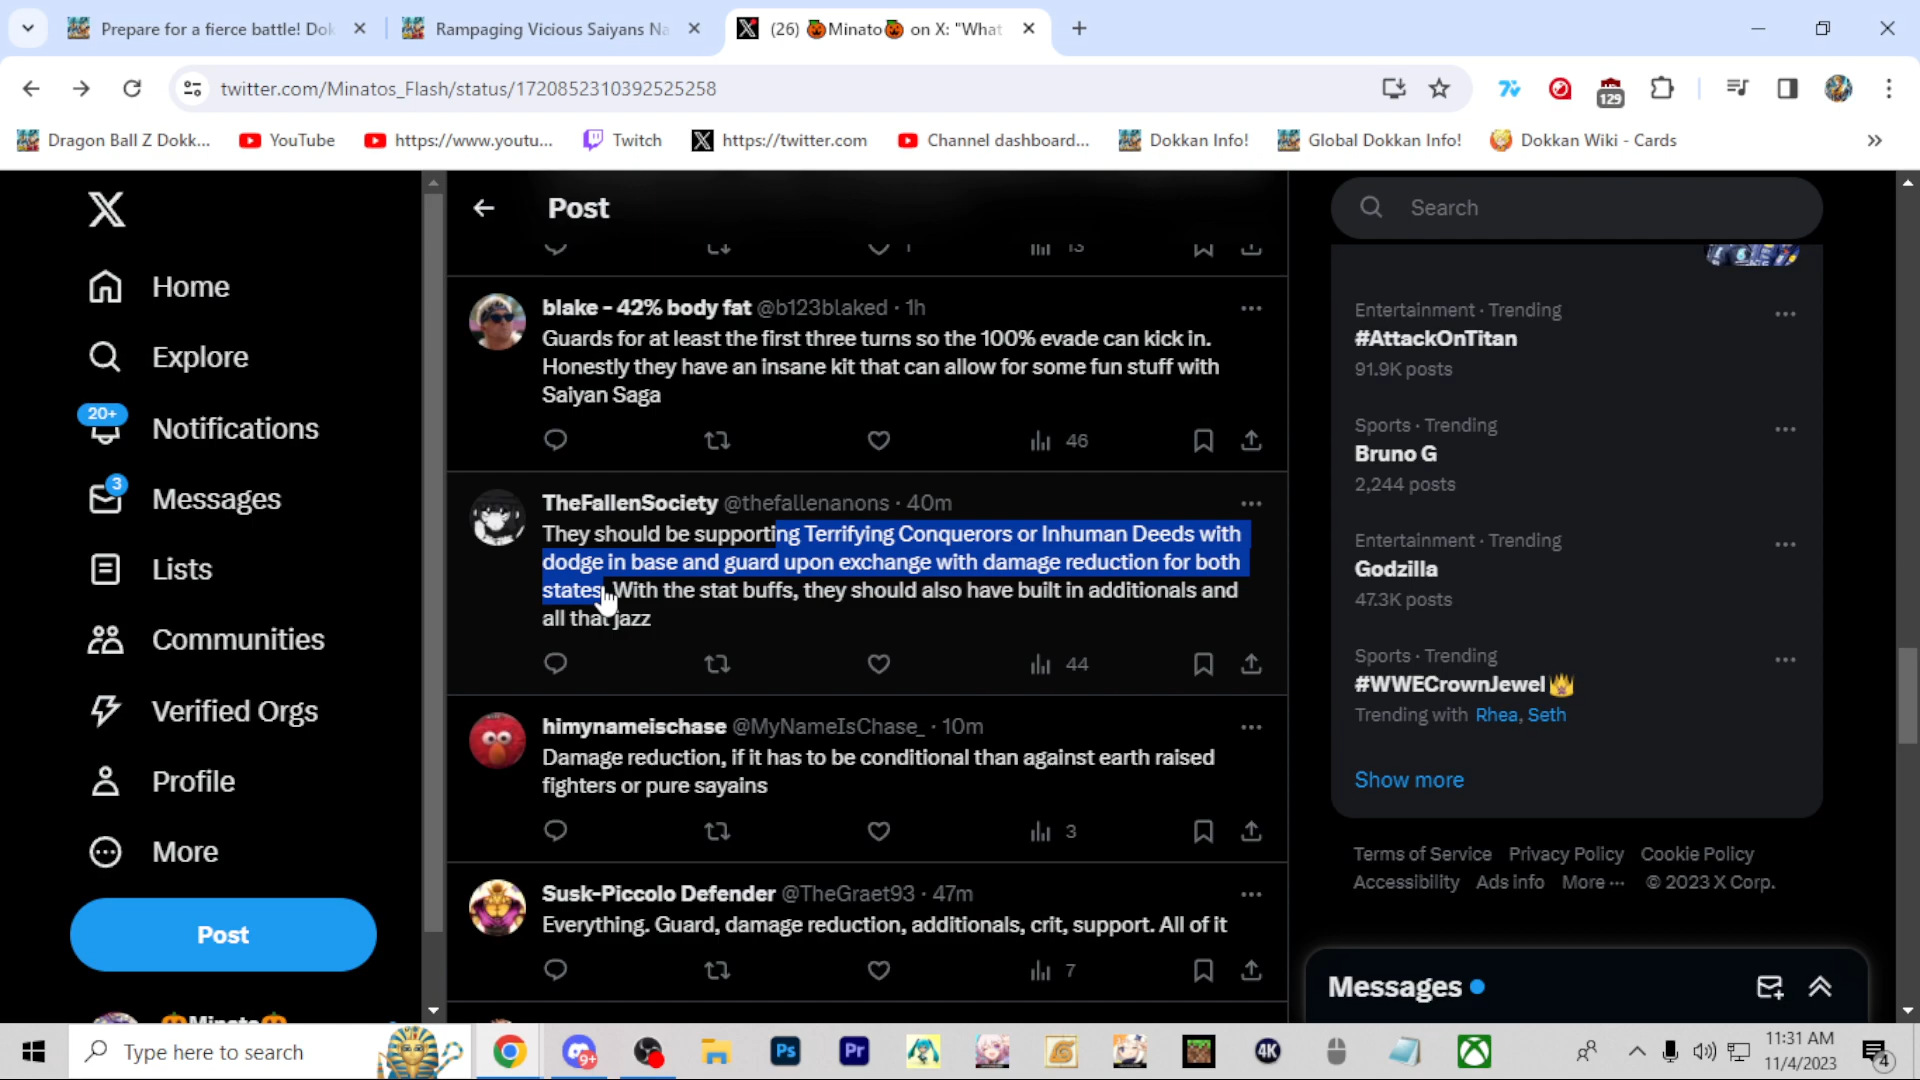 Prepare for a fierce battle! Dok
Rampaging Vicious Saiyans Na
(26) 🎃Minato🎃 on X: "What
twitter.com/Minatos_Flash/status/1720852310392525258
129
Dragon Ball Z Dokk...
YouTube
https://www.youtu...
Twitch
https://twitter.com
Channel dashboard...
Dokkan Info!
Global Dokkan Info!
Dokkan Wiki - Cards
Home
Explore
20+
Notifications
3
Messages
Lists
Communities
Verified Orgs
Profile
More
Post
🎃Minato🎃
Post
1
13
blake - 42% body fat @b123blaked · 1h
Guards for at least the first three turns so the 100% evade can kick in.
Honestly they have an insane kit that can allow for some fun stuff with
Saiyan Saga
46
TheFallenSociety @thefallenanons · 40m
They should be supporting Terrifying Conquerors or Inhuman Deeds with
dodge in base and guard upon exchange with damage reduction for both
states. With the stat buffs, they should also have built in additionals and
all that jazz
44
himynameischase @MyNameIsChase_ · 10m
Damage reduction, if it has to be conditional than against earth raised
fighters or pure sayains
3
Susk-Piccolo Defender @TheGraet93 · 47m
Everything. Guard, damage reduction, additionals, crit, support. All of it
7
Search
Entertainment · Trending
#AttackOnTitan
91.9K posts
Sports · Trending
Bruno G
2,244 posts
Entertainment · Trending
Godzilla
47.3K posts
Sports · Trending
#WWECrownJewel👑
Trending with Rhea, Seth
Show more
Terms of Service Privacy Policy Cookie Policy
Accessibility Ads info More ··· © 2023 X Corp.
Messages
Type here to search
9+
Ps
Pr
4K
11:31 AM
11/4/2023
4